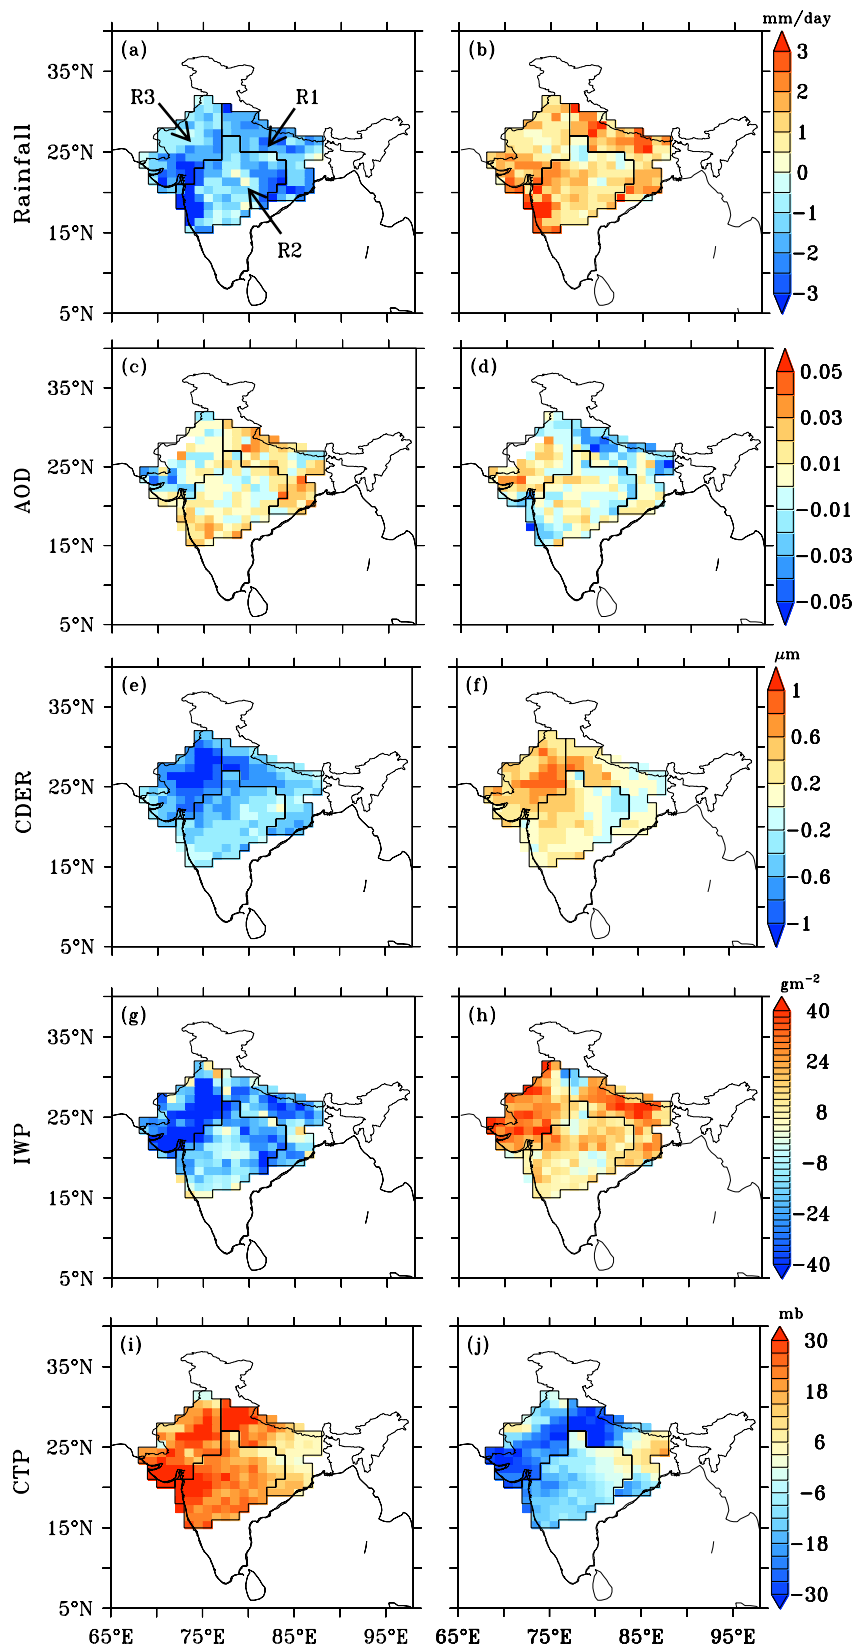 mm/day
(a)
(b)
35°N
25°N
15°N
5°N
Rainfall
R3
R1
R2
3
2
1
0
−1
−2
−3
(c)
(d)
35°N
25°N
15°N
5°N
AOD
0.05
0.03
0.01
−0.01
−0.03
−0.05
μm
(e)
(f)
35°N
25°N
15°N
5°N
CDER
1
0.6
0.2
−0.2
−0.6
−1
gm⁻²
(g)
(h)
35°N
25°N
15°N
5°N
IWP
40
24
8
−8
−24
−40
mb
(i)
(j)
35°N
25°N
15°N
5°N
CTP
30
18
6
−6
−18
−30
65°E 75°E 85°E 95°E
65°E 75°E 85°E 95°E